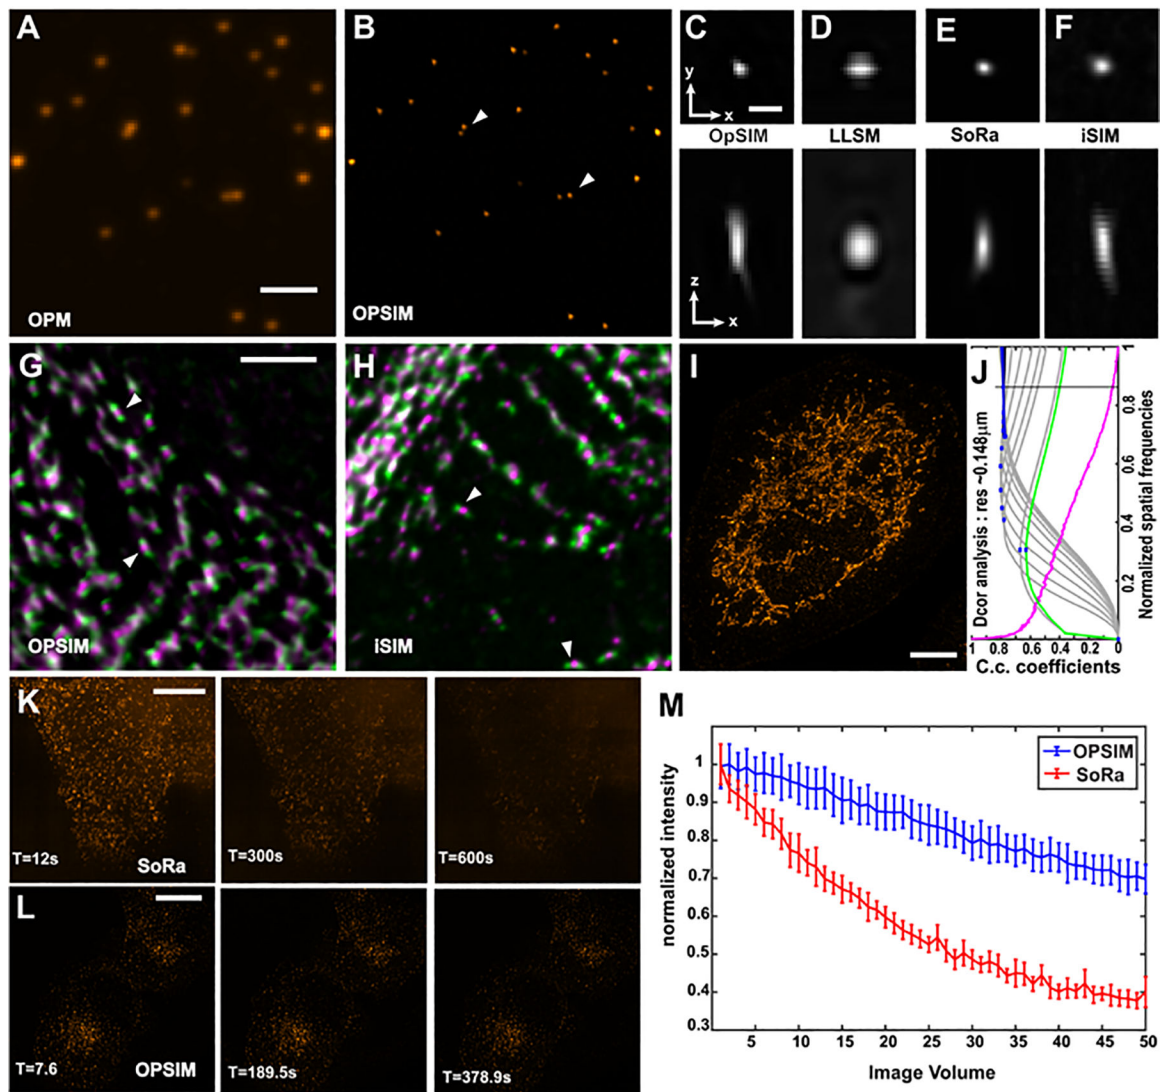 A
OPM
B
OPSIM
C
y
x
OpSIM
D
LLSM
E
SoRa
F
iSIM
z
x
G
OPSIM
H
iSIM
I
J
Dcor analysis : res ~0.148μm
1
0.8
0.6
0.4
0.2
Normalized spatial frequencies
1 0.8 0.6 0.4 0.2 0
C.c. coefficients
K
T=12s
SoRa
T=300s
T=600s
L
T=7.6
OPSIM
T=189.5s
T=378.9s
M
OPSIM
SoRa
normalized intensity
1
0.9
0.8
0.7
0.6
0.5
0.4
0.3
5 10 15 20 25 30 35 40 45 50
Image Volume